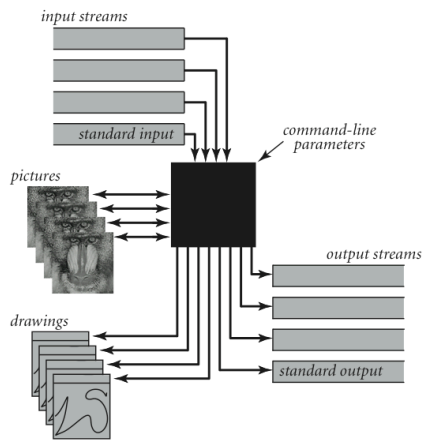 input streams
standard input
command-line
parameters
pictures
output streams
drawings
standard output